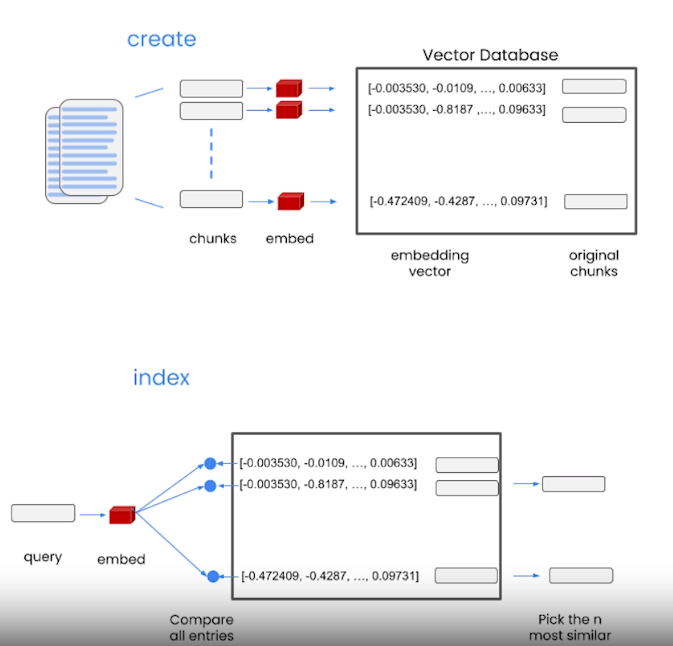 create
Vector Database
[-0.003530, -0.0109, ..., 0.00633]
[-0.003530, -0.8187 ,..., 0.09633]
[-0.472409, -0.4287, ..., 0.09731]
chunks
embed
embedding
vector
original
chunks
index
[-0.003530, -0.0109, ..., 0.00633]
[-0.003530, -0.8187, ..., 0.09633]
[-0.472409, -0.4287, ..., 0.09731]
query
embed
Compare
all entries
Pick the n
most similar